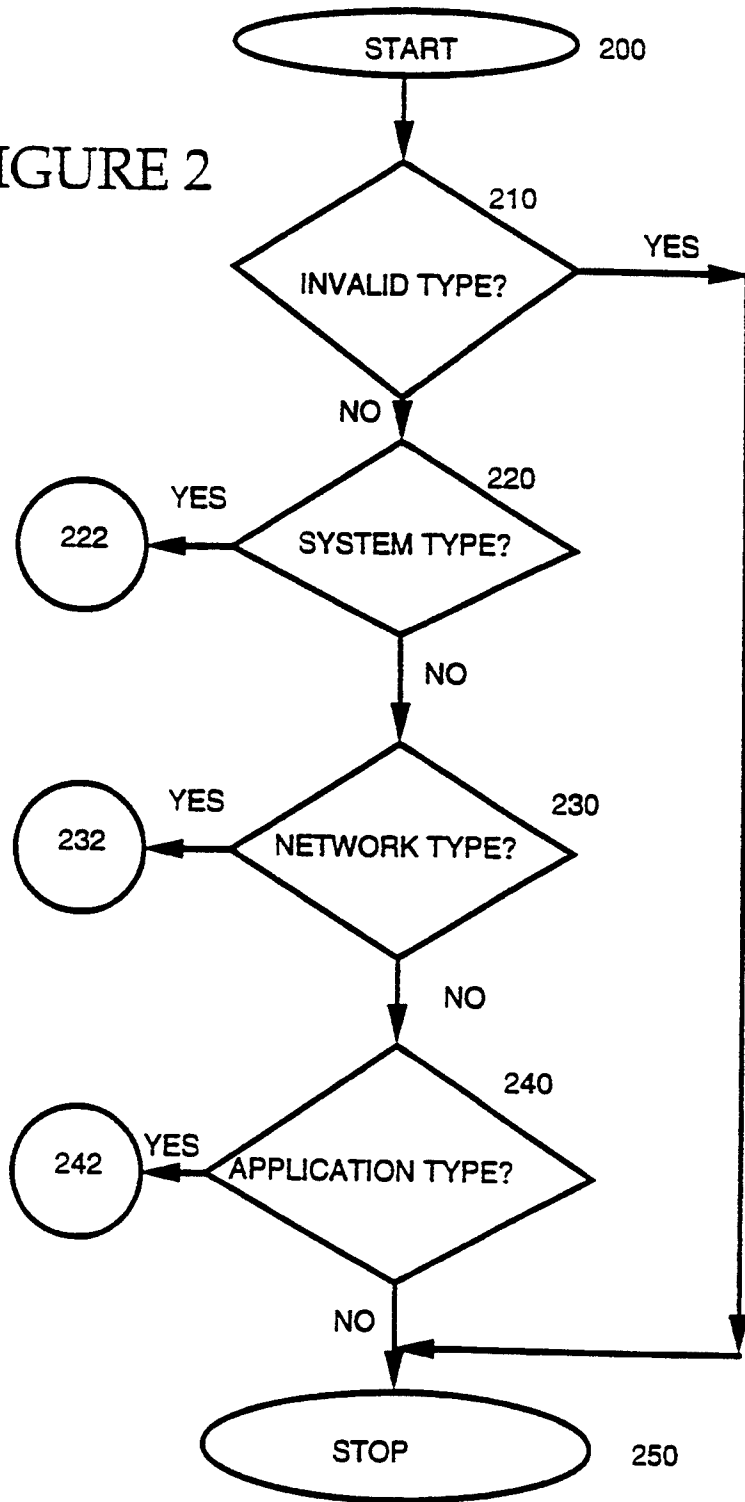 START 200
IGURE 2
210
YES
INVALID TYPE?
NO
220
YES
222
SYSTEM TYPE?
NO
YES
230
232
NETWORK TYPE?
NO
240
YES
242
APPLICATION TYPE?
NO
STOP 250